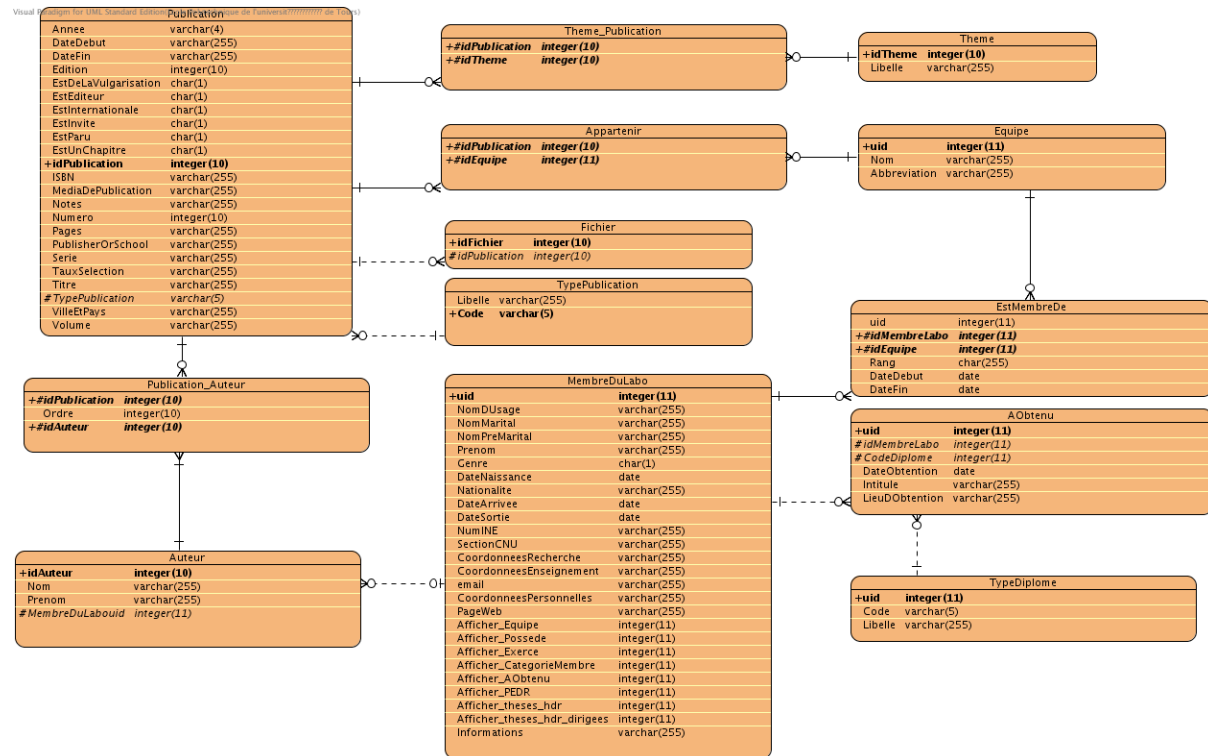 Visual Paradigm for UML Standard Edition( de l'universit???????????? de Tours)
Publication
Annee varchar(4)
DateDebut varchar(255)
DateFin varchar(255)
Edition integer(10)
EstDeLaVulgarisation char(1)
EstEditeur char(1)
EstInternationale char(1)
EstInvite char(1)
EstParu char(1)
EstUnChapitre char(1)
+idPublication integer(10)
ISBN varchar(255)
MediaDePublication varchar(255)
Notes varchar(255)
Numero integer(10)
Pages varchar(255)
PublisherOrSchool varchar(255)
Serie varchar(255)
TauxSelection varchar(255)
Titre varchar(255)
#TypePublication varchar(5)
VilleEtPays varchar(255)
Volume varchar(255)
Theme_Publication
+#idPublication integer(10)
+#idTheme integer(10)
Theme
+idTheme integer(10)
Libelle varchar(255)
Appartenir
+#idPublication integer(10)
+#idEquipe integer(11)
Equipe
+uid integer(11)
Nom varchar(255)
Abbreviation varchar(255)
Fichier
+idFichier integer(10)
#idPublication integer(10)
TypePublication
Libelle varchar(255)
+Code varchar(5)
EstMembreDe
uid integer(11)
+#idMembreLabo integer(11)
+#idEquipe integer(11)
Rang char(255)
DateDebut date
DateFin date
Publication_Auteur
+#idPublication integer(10)
Ordre integer(10)
+#idAuteur integer(10)
MembreDuLabo
+uid integer(11)
NomDUsage varchar(255)
NomMarital varchar(255)
NomPreMarital varchar(255)
Prenom varchar(255)
Genre char(1)
DateNaissance date
Nationalite varchar(255)
DateArrivee date
DateSortie date
NumINE varchar(255)
SectionCNU varchar(255)
CoordonneesRecherche varchar(255)
CoordonneesEnseignement varchar(255)
email varchar(255)
CoordonneesPersonnelles varchar(255)
PageWeb varchar(255)
Afficher_Equipe integer(11)
Afficher_Possede integer(11)
Afficher_Exerce integer(11)
Afficher_CategorieMembre integer(11)
Afficher_AObtenu integer(11)
Afficher_PEDR integer(11)
Afficher_theses_hdr integer(11)
Afficher_theses_hdr_dirigees integer(11)
Informations varchar(255)
AObtenu
+uid integer(11)
#idMembreLabo integer(11)
#CodeDiplome integer(11)
DateObtention date
Intitule varchar(255)
LieuDObtention varchar(255)
Auteur
+idAuteur integer(10)
Nom varchar(255)
Prenom varchar(255)
#MembreDuLabouid integer(11)
TypeDiplome
+uid integer(11)
Code varchar(5)
Libelle varchar(255)